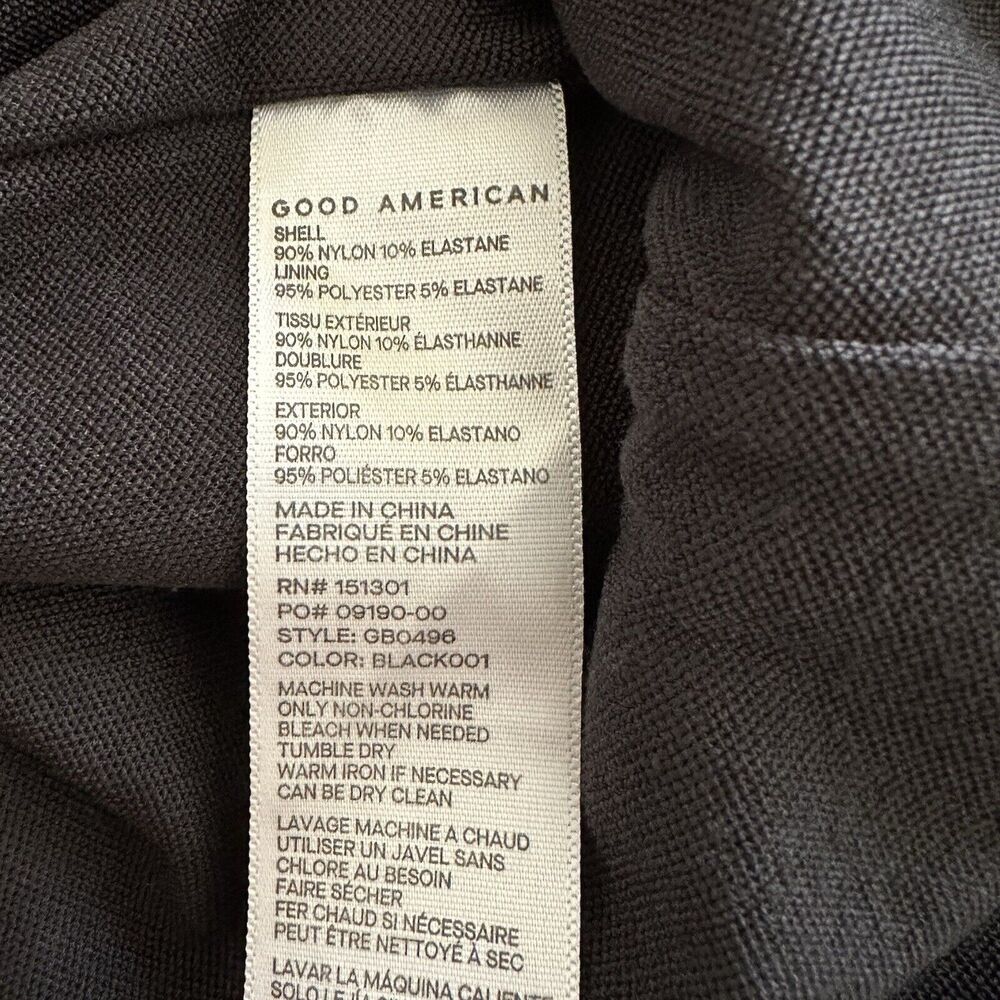 GOOD AMERICAN
SHELL
90% NYLON 10% ELASTANE
LINING
95% POLYESTER 5% ELASTANE
TISSU EXTÉRIEUR
90% NYLON 10% ÉLASTHANNE
DOUBLURE
95% POLYESTER 5% ÉLASTHANNE
EXTERIOR
90% NYLON 10% ELASTANO
FORRO
95% POLIÉSTER 5% ELASTANO
MADE IN CHINA
FABRIQUÉ EN CHINE
HECHO EN CHINA
RN# 151301
PO# 09190-00
STYLE: GB0496
COLOR: BLACK001
MACHINE WASH WARM
ONLY NON-CHLORINE
BLEACH WHEN NEEDED
TUMBLE DRY
WARM IRON IF NECESSARY
CAN BE DRY CLEAN
LAVAGE MACHINE A CHAUD
UTILISER UN JAVEL SANS
CHLORE AU BESOIN
FAIRE SÉCHER
FER CHAUD SI NÉCESSAIRE
PEUT ÊTRE NETTOYÉ À SEC
LAVAR LA MÁQUINA CALIENTE